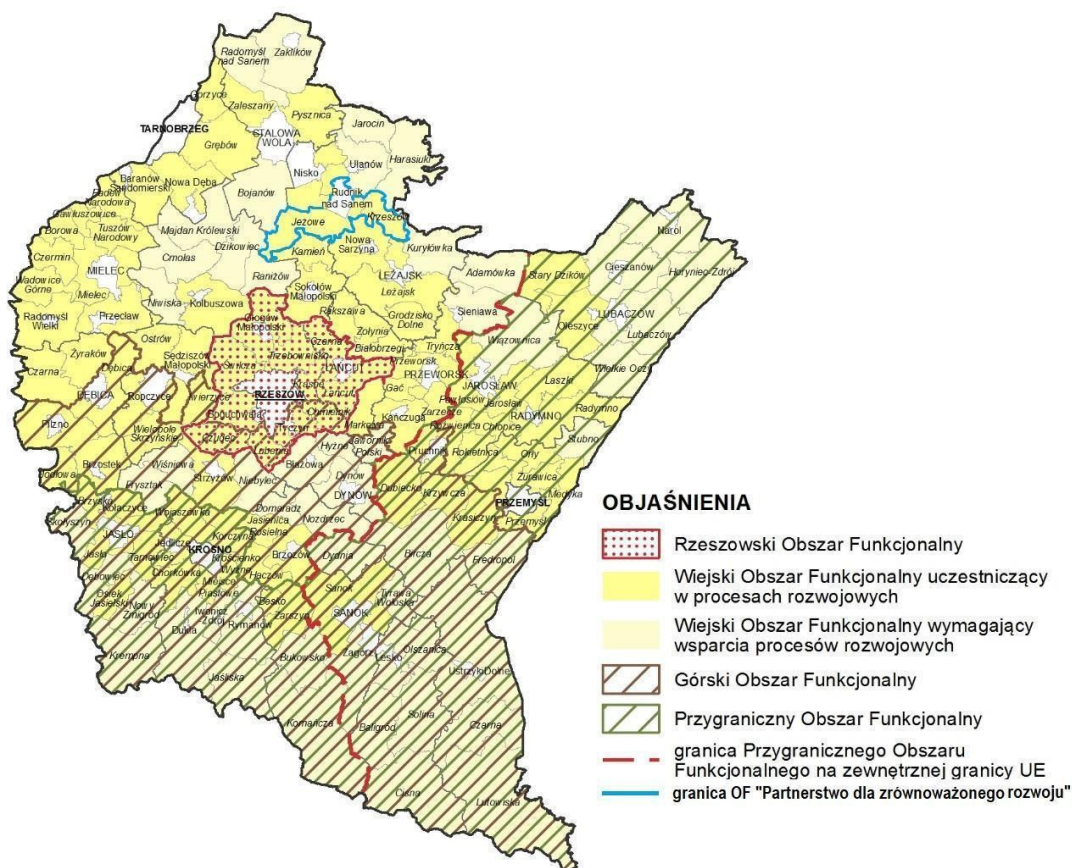 Radomyśl
nad Sanem
Zaklików
Gorzyce
Zaleszany
Pysznica
TARNOBRZEG
STALOWA
WOLA
Jarocin
Grębów
Harasiuki
Ulanów
Nisko
Baranów
Sandomierski
Nowa Dęba
Bojanów
Rudnik
nad Sanem
Krzeszów
Padew
Narodowa
Gawłuszowice
Borowa
Tuszów
Narodowy
Majdan Królewski
Jeżowe
Dzikowiec
Kamień
Nowa
Sarzyna
Kuryłówka
Narol
Czermin
Cmolas
MIELEC
Raniżów
LEŻAJSK
Adamówka
Stary Dzików
Cieszanów
Horyniec-Zdrój
Wadowice
Górne
Mielec
Niwiska
Kolbuszowa
Sokołów
Małopolski
Leżajsk
Sieniawa
Oleszyce
LUBACZÓW
Radomyśl
Wielki
Przecław
Głogów
Małopolski
Rakszawa
Grodzisko
Dolne
Lubaczów
Ostrów
Żołynia
Wiązownica
Czarna
Żyraków
Sędziszów
Małopolski
Trzebownisko
Białobrzegi
Tryńcza
Wielkie Oczy
Czarna
Dębica
Świlcza
ŁAŃCUT
Przeworsk
PRZEWORSK
JAROSŁAW
Laszki
DĘBICA
Ropczyce
Iwierzyce
RZESZÓW
Krasne
Łańcut
Gać
Pawłosiów
Jarosław
RADYMNO
Radymno
Pilzno
Boguchwała
Chmielnik
Kańczuga
Zarzecze
Chłopice
Wielopole
Skrzyńskie
Tyczyn
Markowa
Roźwienica
Stubno
Czudec
Lubenia
Hyżne
Jawornik
Polski
Pruchnik
Rokietnica
Orły
Jodłowa
Brzostek
Wiśniowa
Strzyżów
Błażowa
Żurawica
Frysztak
Niebylec
Dynów
DYNÓW
Dubiecko
Krzywcza
PRZEMYŚL
Medyka
Brzyska
Kołaczyce
Wojaszówka
Domaradz
Nozdrzec
Krasiczyn
Przemyśl
Skołyszyn
JASŁO
Jasienica
Rosielna
Korczyna
Jasło
Jedlicze
KROSNO
Krościenko
Wyżne
Brzozów
Dydnia
Bircza
Fredropol
Tarnowiec
Chorkówka
Dębowiec
Miejsce
Piastowe
Haczów
Sanok
Tyrawa
Wołoska
Osiek
Jasielski
Nowy
Żmigród
Iwonicz
Zdrój
Besko
Zarszyn
SANOK
Dukla
Rymanów
Krempna
Bukowsko
Zagórz
Lesko
Olszanica
Jaśliska
Ustrzyki Dolne
Komańcza
Baligród
Solina
Czarna
Cisna
Lutowiska
OBJAŚNIENIA
Rzeszowski Obszar Funkcjonalny
Wiejski Obszar Funkcjonalny uczestniczący
w procesach rozwojowych
Wiejski Obszar Funkcjonalny wymagający
wsparcia procesów rozwojowych
Górski Obszar Funkcjonalny
Przygraniczny Obszar Funkcjonalny
granica Przygranicznego Obszaru
Funkcjonalnego na zewnętrznej granicy UE
granica OF "Partnerstwo dla zrównoważonego rozwoju"